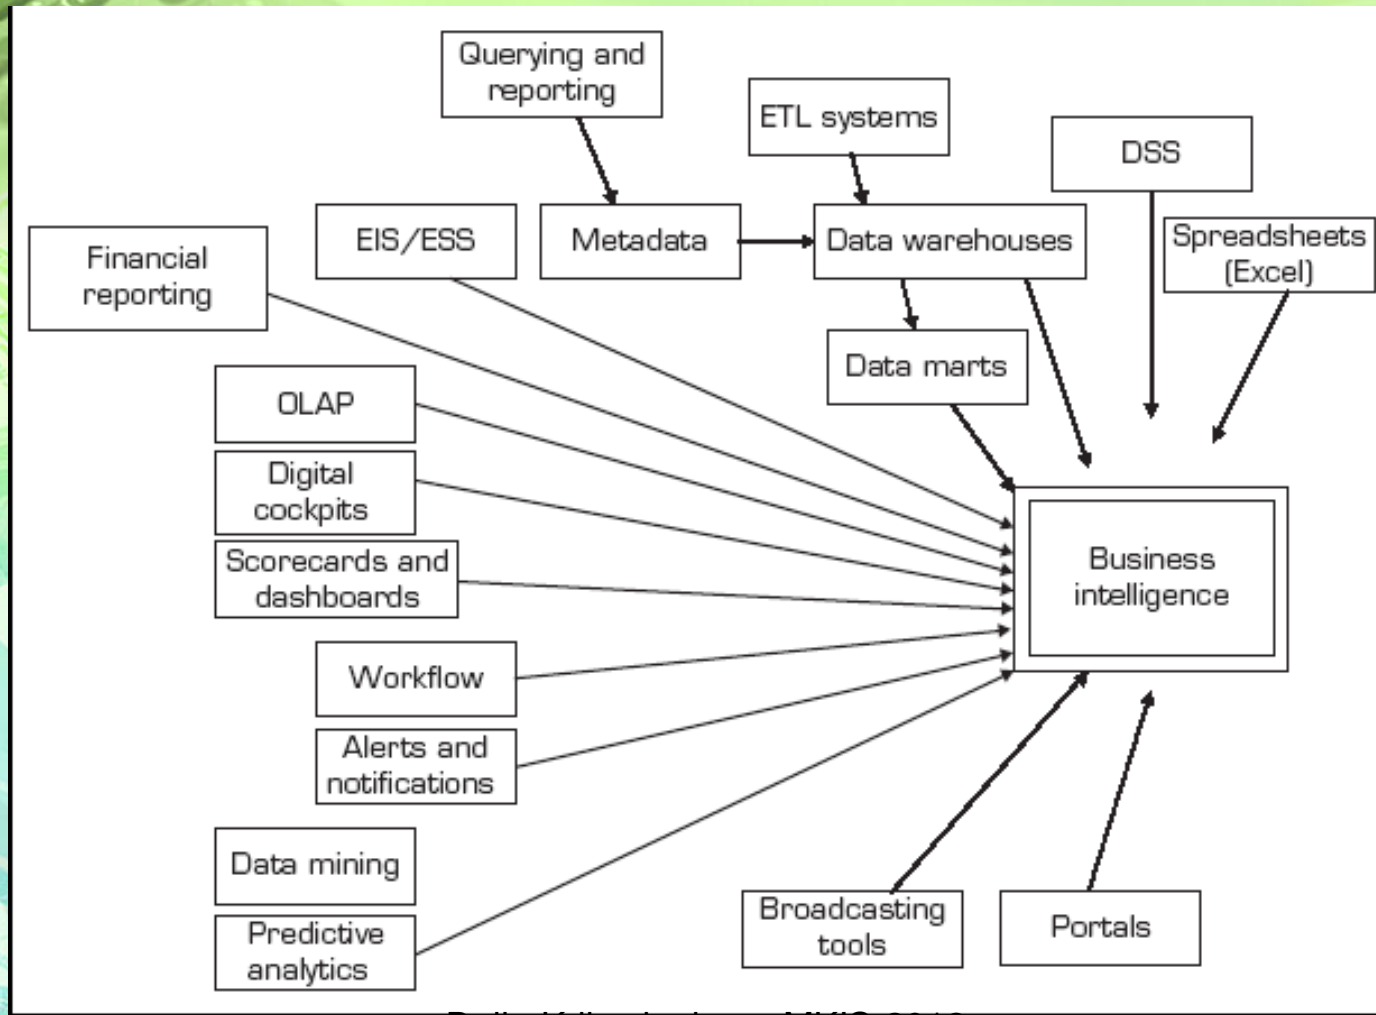 Querying and
reporting
ETL systems
DSS
Financial
reporting
EIS/ESS
Metadata
Data warehouses
Spreadsheets
(Excel)
Data marts
OLAP
Digital
cockpits
Scorecards and
dashboards
Business
intelligence
Workflow
Alerts and
notifications
Data mining
Predictive
analytics
Broadcasting
tools
Portals